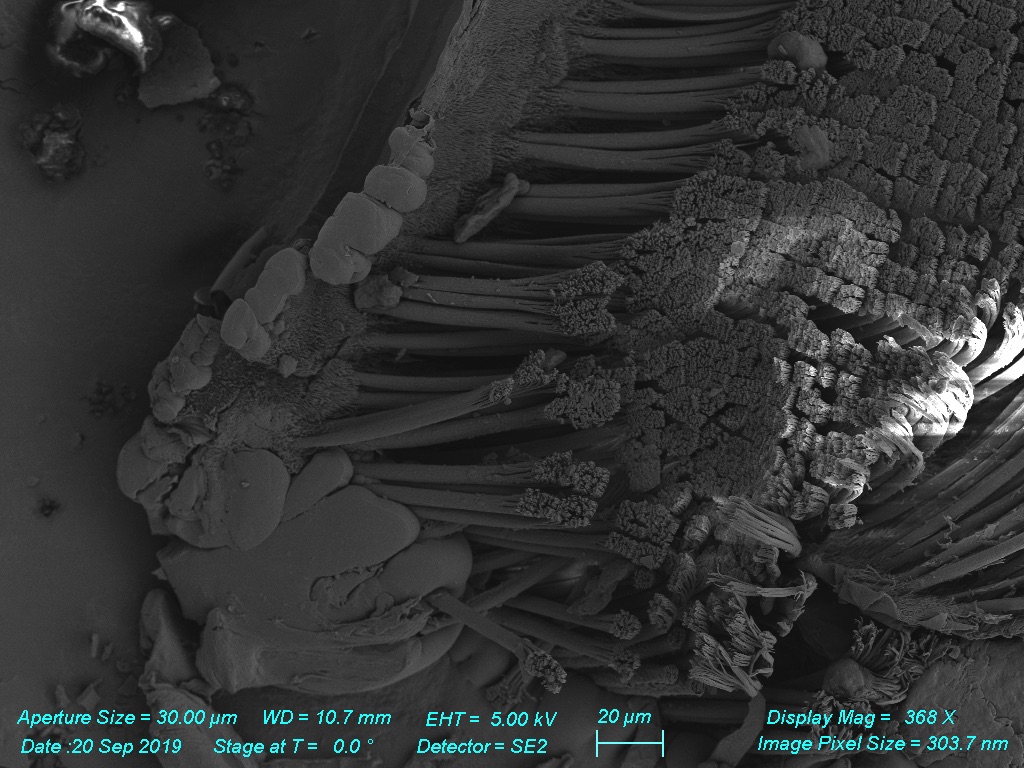 Aperture Size = 30.00 µm WD = 10.7 mm EHT = 5.00 kV 20 µm Display Mag = 368 X
Date :20 Sep 2019 Stage at T = 0.0 ° Detector = SE2 Image Pixel Size = 303.7 nm